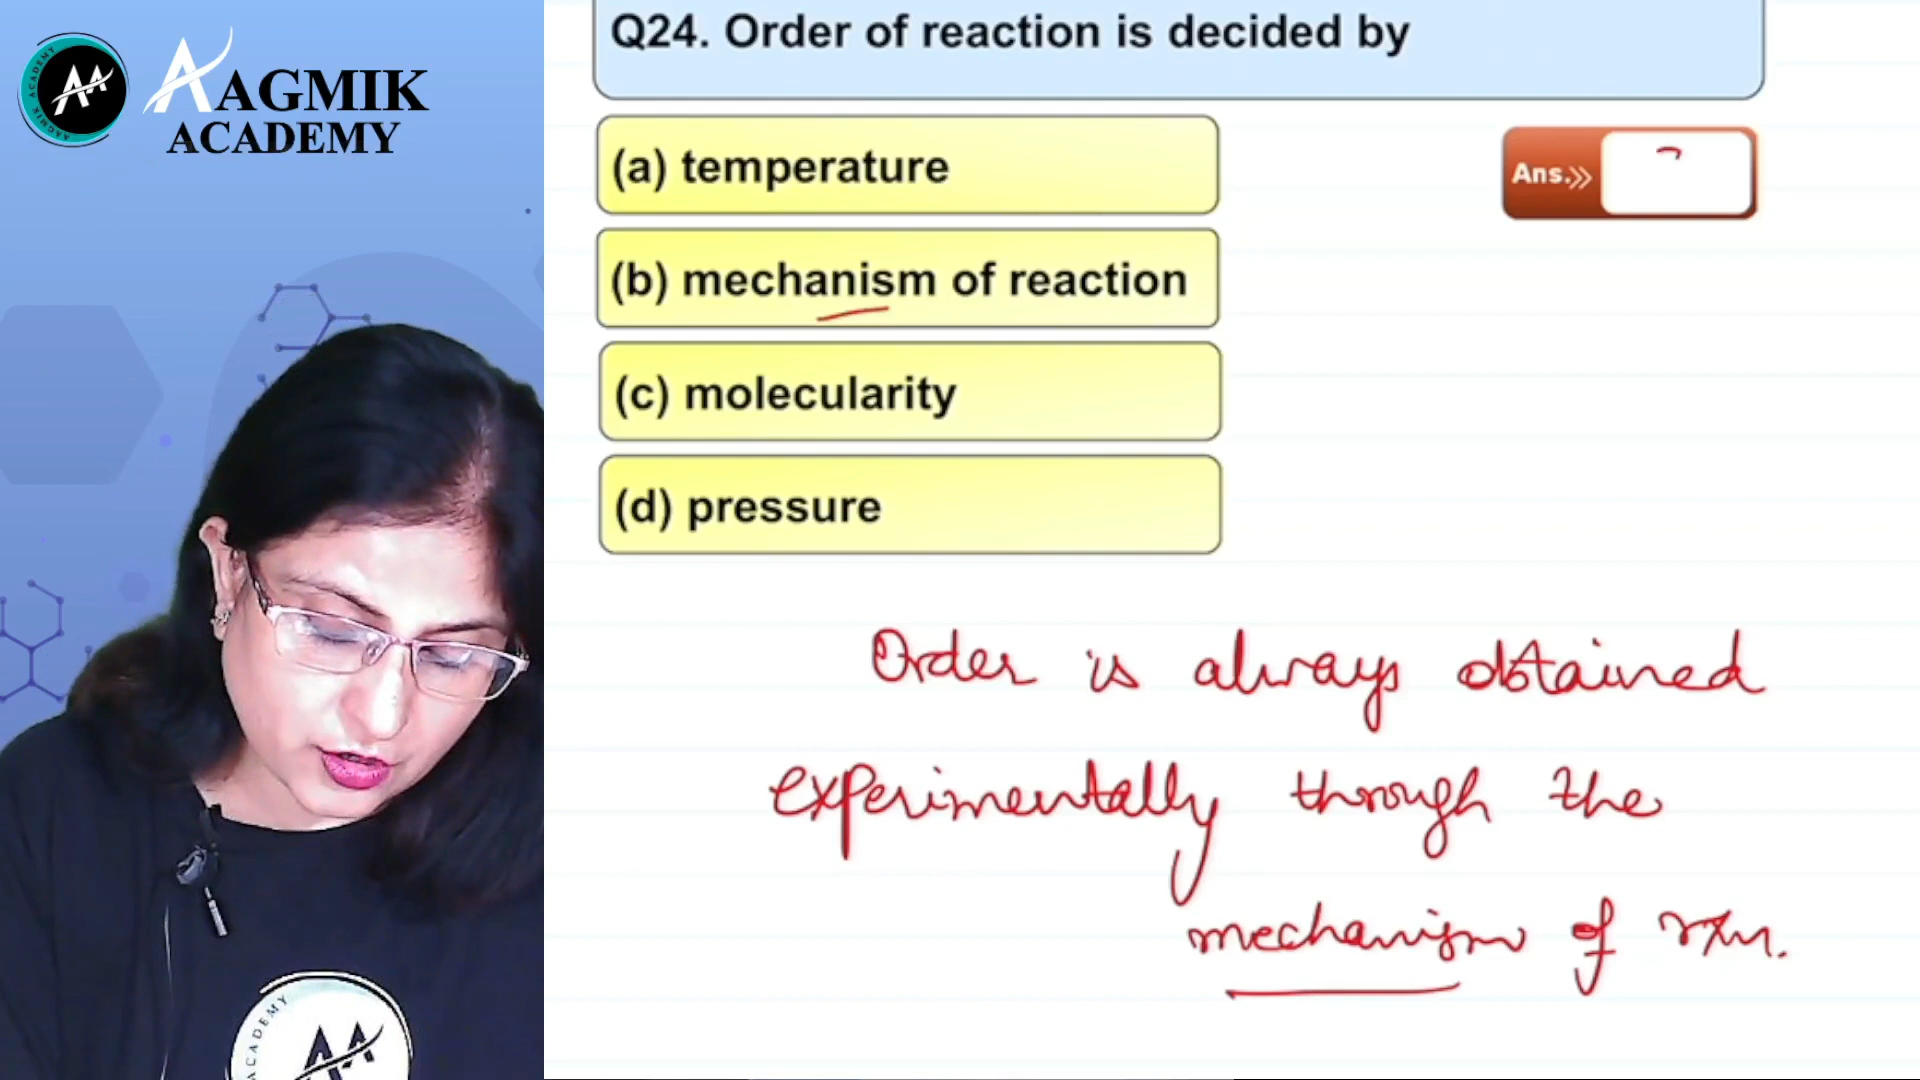 AAGMIK
ACADEMY
Q24. Order of reaction is decided by
(a) temperature
Ans.»
(b) mechanism of reaction
(c) molecularity
(d) pressure
Order is always obtained
experimentally through the
mechanism of rxn.
ACADEMY